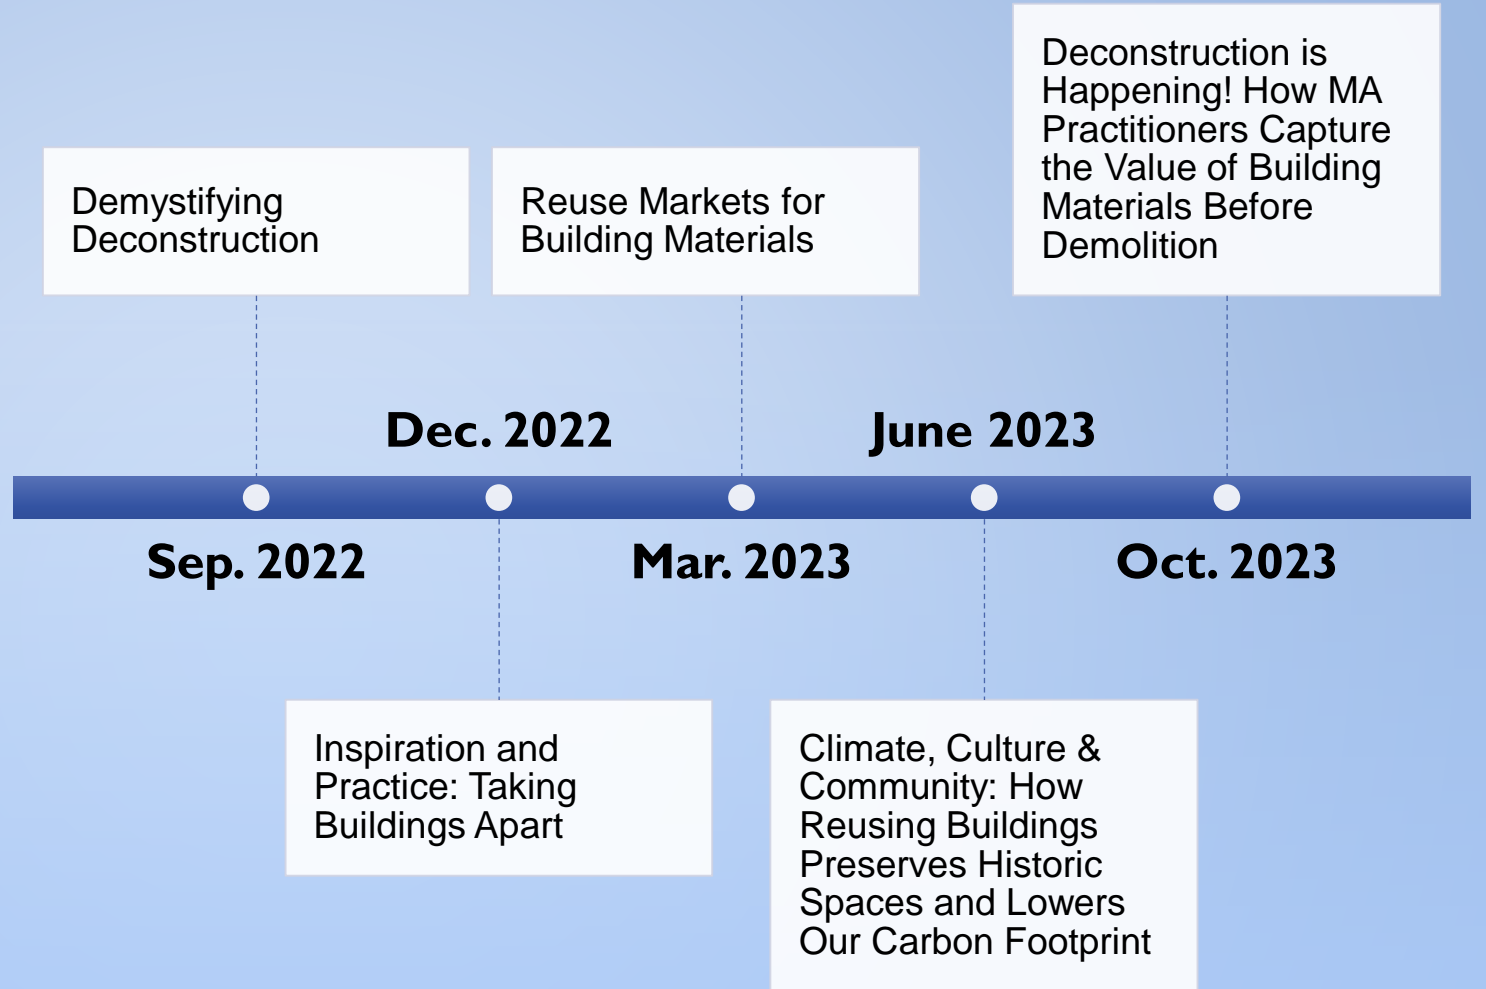 Deconstruction is
Happening! How MA
Practitioners Capture
the Value of Building
Materials Before
Demolition
Demystifying
Deconstruction
Reuse Markets for
Building Materials
Dec. 2022
June 2023
Sep. 2022
Mar. 2023
Oct. 2023
Inspiration and
Practice: Taking
Buildings Apart
Climate, Culture &
Community: How
Reusing Buildings
Preserves Historic
Spaces and Lowers
Our Carbon Footprint